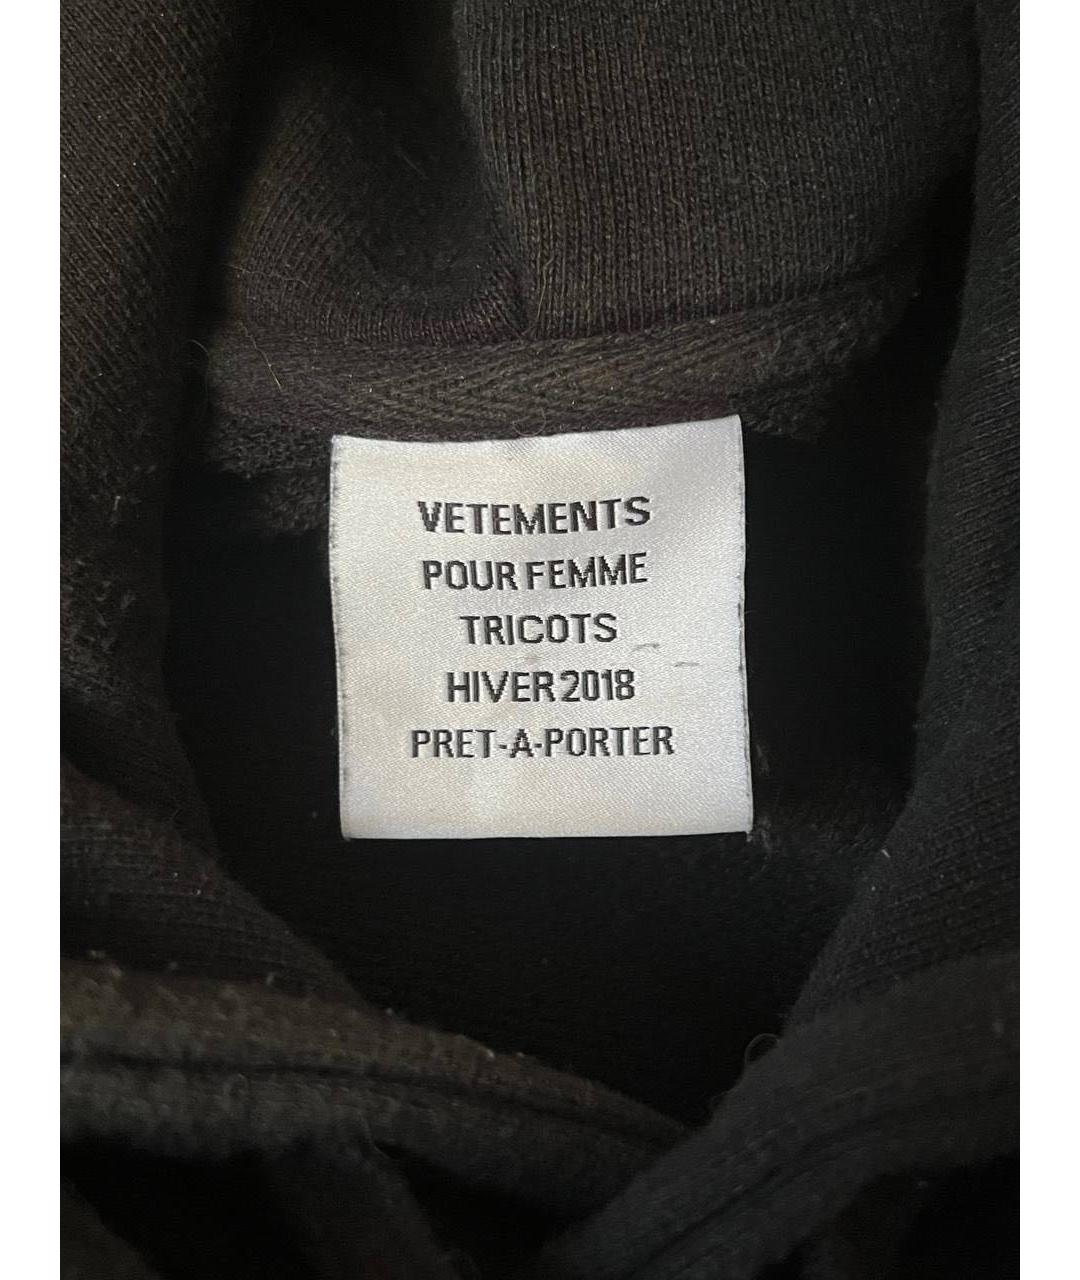 VETEMENTS
POUR FEMME
TRICOTS
HIVER 2018
PRET-A-PORTER